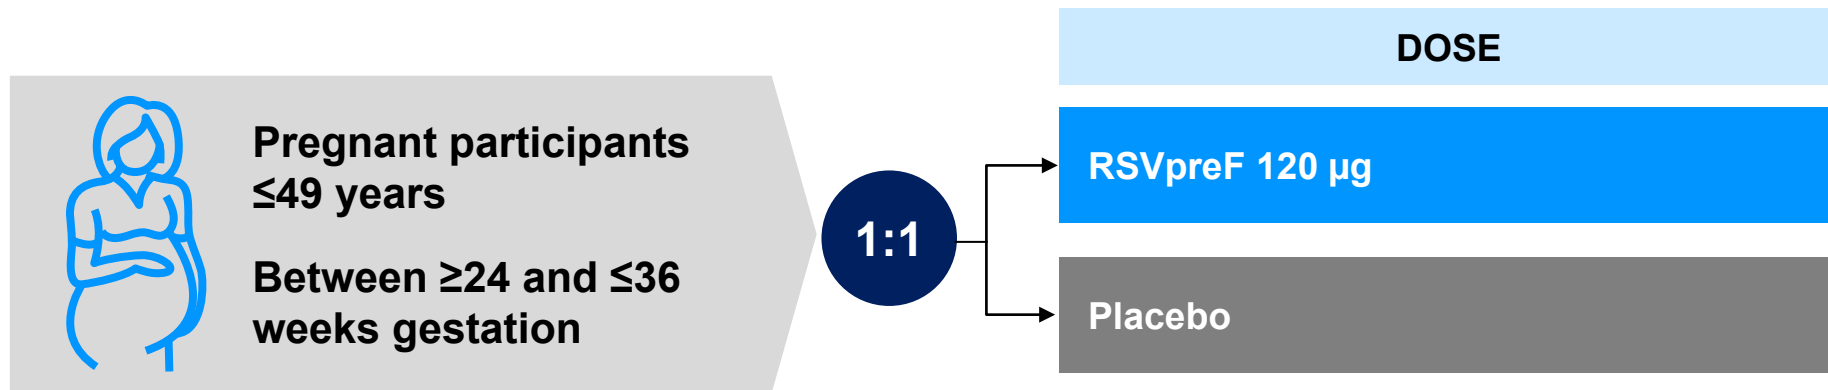 Pregnant participants
≤49 years
Between ≥24 and ≤36
weeks gestation
1:1
DOSE
RSVpreF 120 µg
Placebo